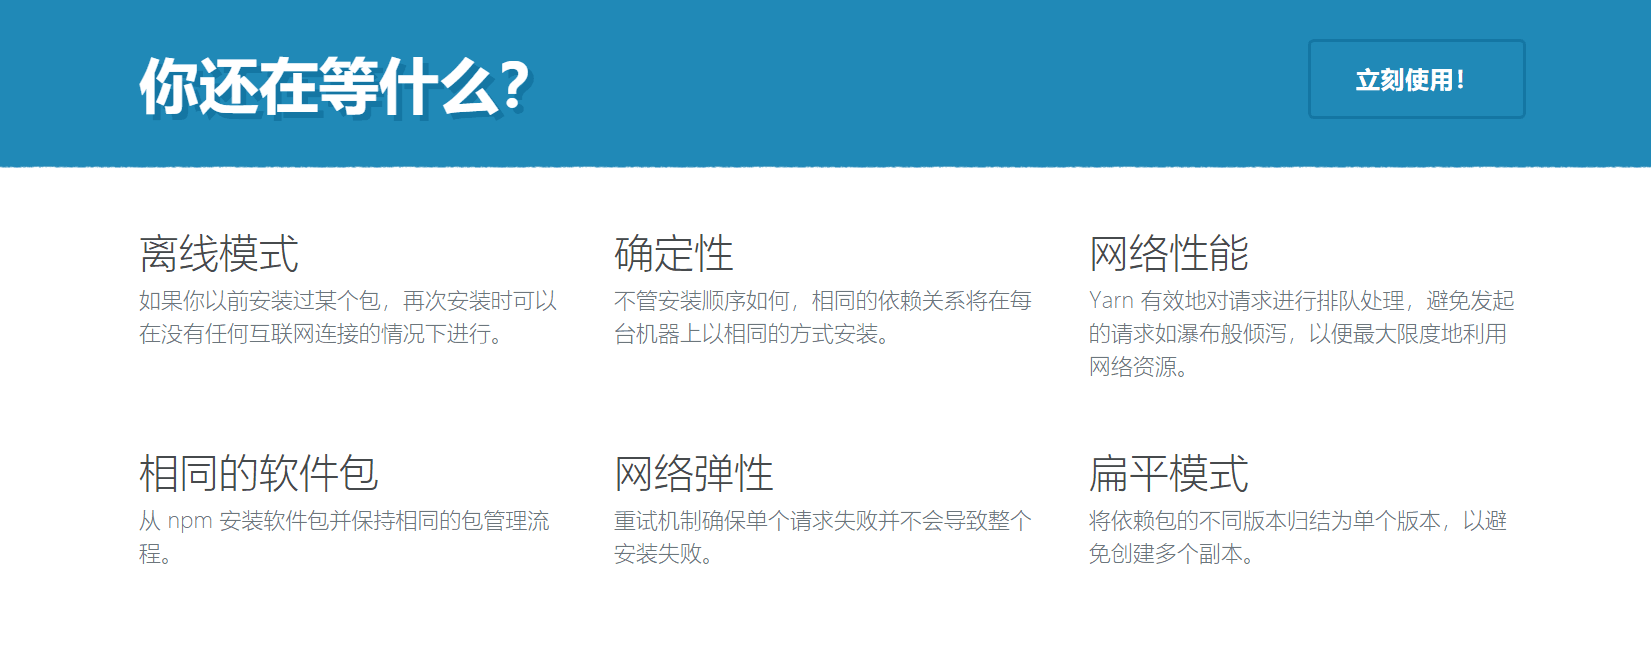 你还在等什么？
立刻使用！
离线模式
如果你以前安装过某个包，再次安装时可以
在没有任何互联网连接的情况下进行。
确定性
不管安装顺序如何，相同的依赖关系将在每
台机器上以相同的方式安装。
网络性能
Yarn 有效地对请求进行排队处理，避免发起
的请求如瀑布般倾泻，以便最大限度地利用
网络资源。
相同的软件包
从 npm 安装软件包并保持相同的包管理流
程。
网络弹性
重试机制确保单个请求失败并不会导致整个
安装失败。
扁平模式
将依赖包的不同版本归结为单个版本，以避
免创建多个副本。